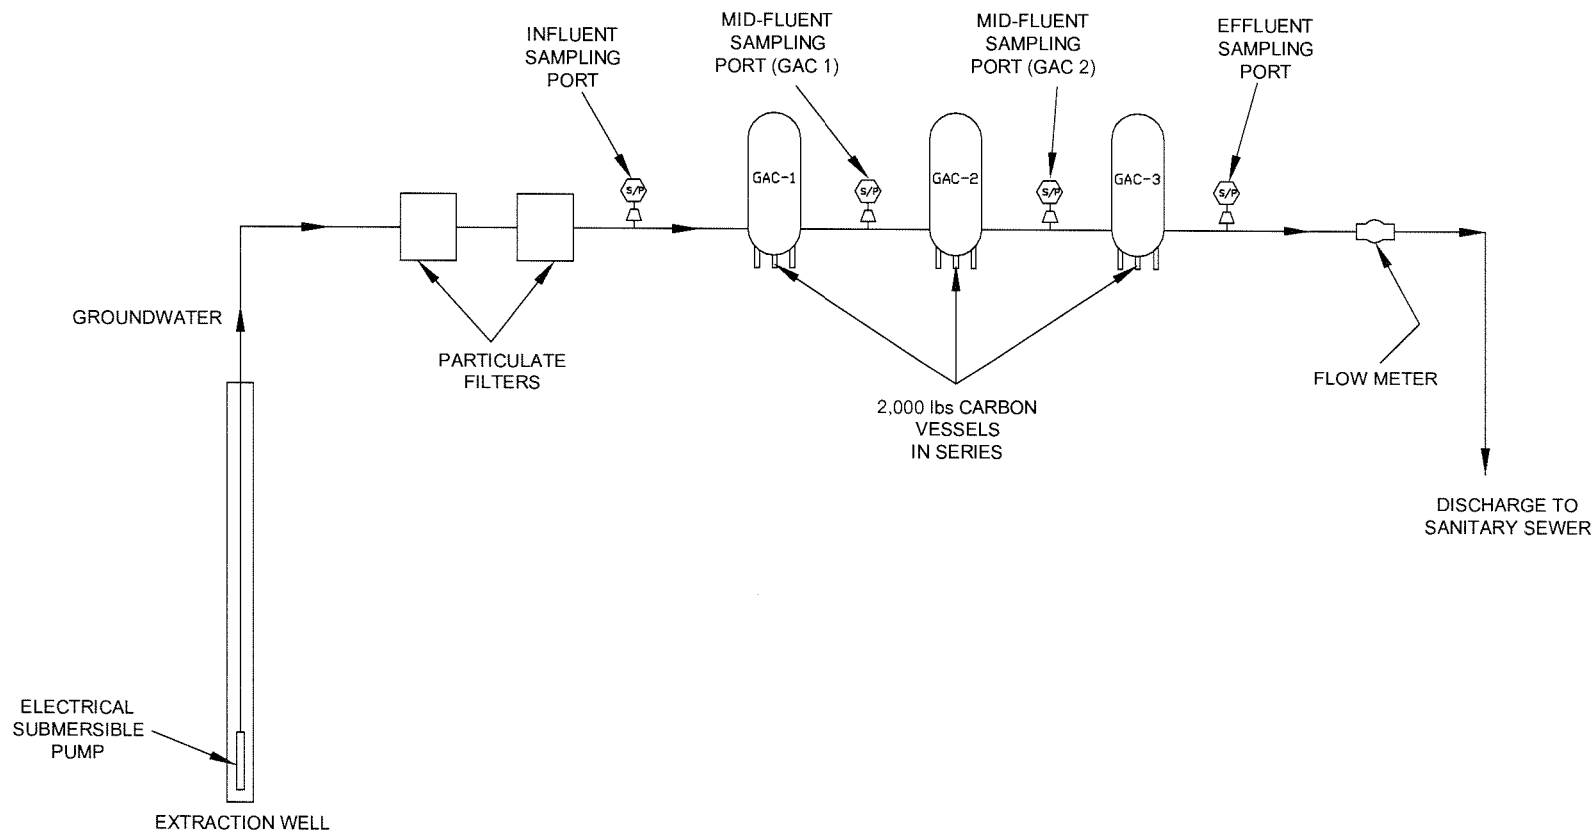 INFLUENT
SAMPLING
PORT
MID-FLUENT
SAMPLING
PORT (GAC 1)
MID-FLUENT
SAMPLING
PORT (GAC 2)
EFFLUENT
SAMPLING
PORT
S/P
GAC-1
S/P
GAC-2
S/P
GAC-3
S/P
GROUNDWATER
PARTICULATE
FILTERS
2,000 lbs CARBON
VESSELS
IN SERIES
FLOW METER
DISCHARGE TO
SANITARY SEWER
ELECTRICAL
SUBMERSIBLE
PUMP
EXTRACTION WELL